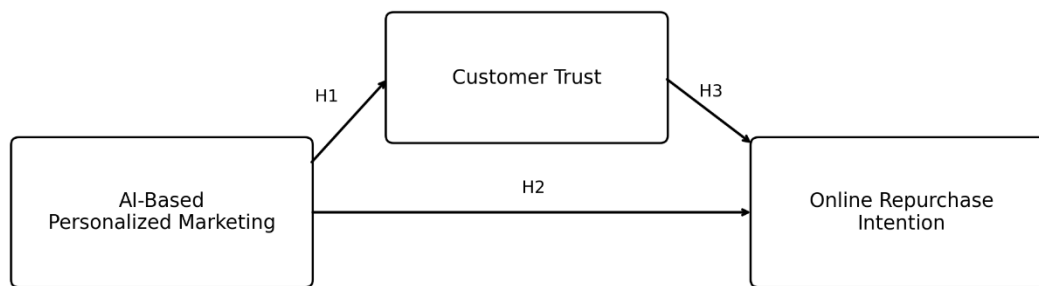 Customer Trust
H1
H3
H2
AI-Based
Personalized Marketing
Online Repurchase
Intention